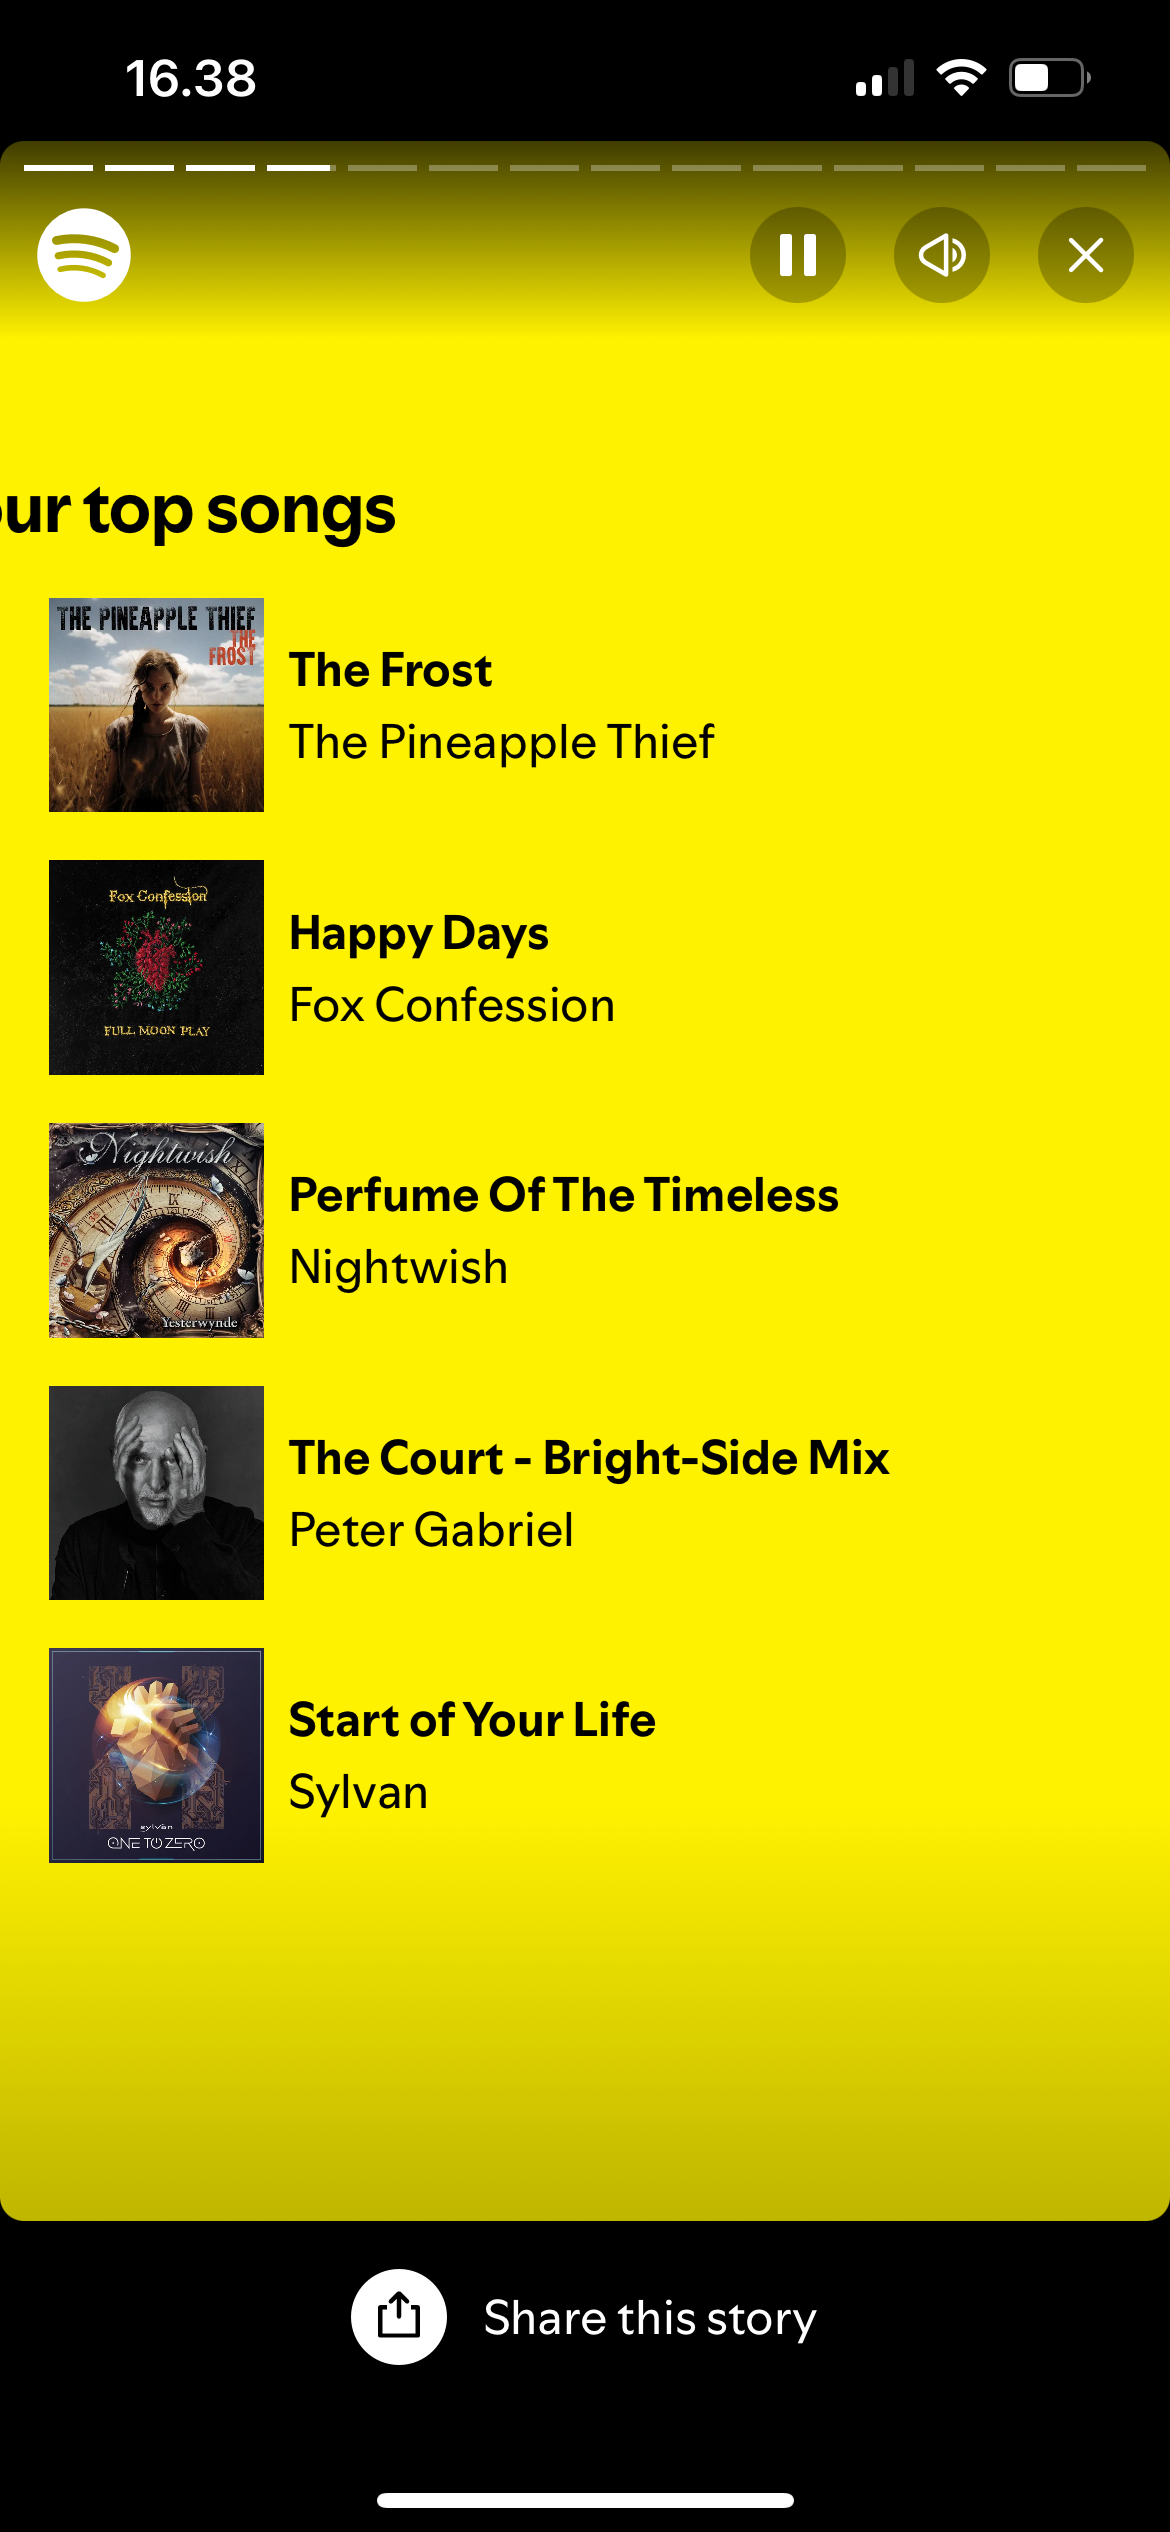 16.38
our top songs
THE PINEAPPLE THIEF
THE
FROST
The Frost
The Pineapple Thief
Fox Confession
FULL MOON PLAY
Happy Days
Fox Confession
Nightwish
Yesterwynde
Perfume Of The Timeless
Nightwish
The Court - Bright-Side Mix
Peter Gabriel
sylvan
ONE TO ZERO
Start of Your Life
Sylvan
Share this story